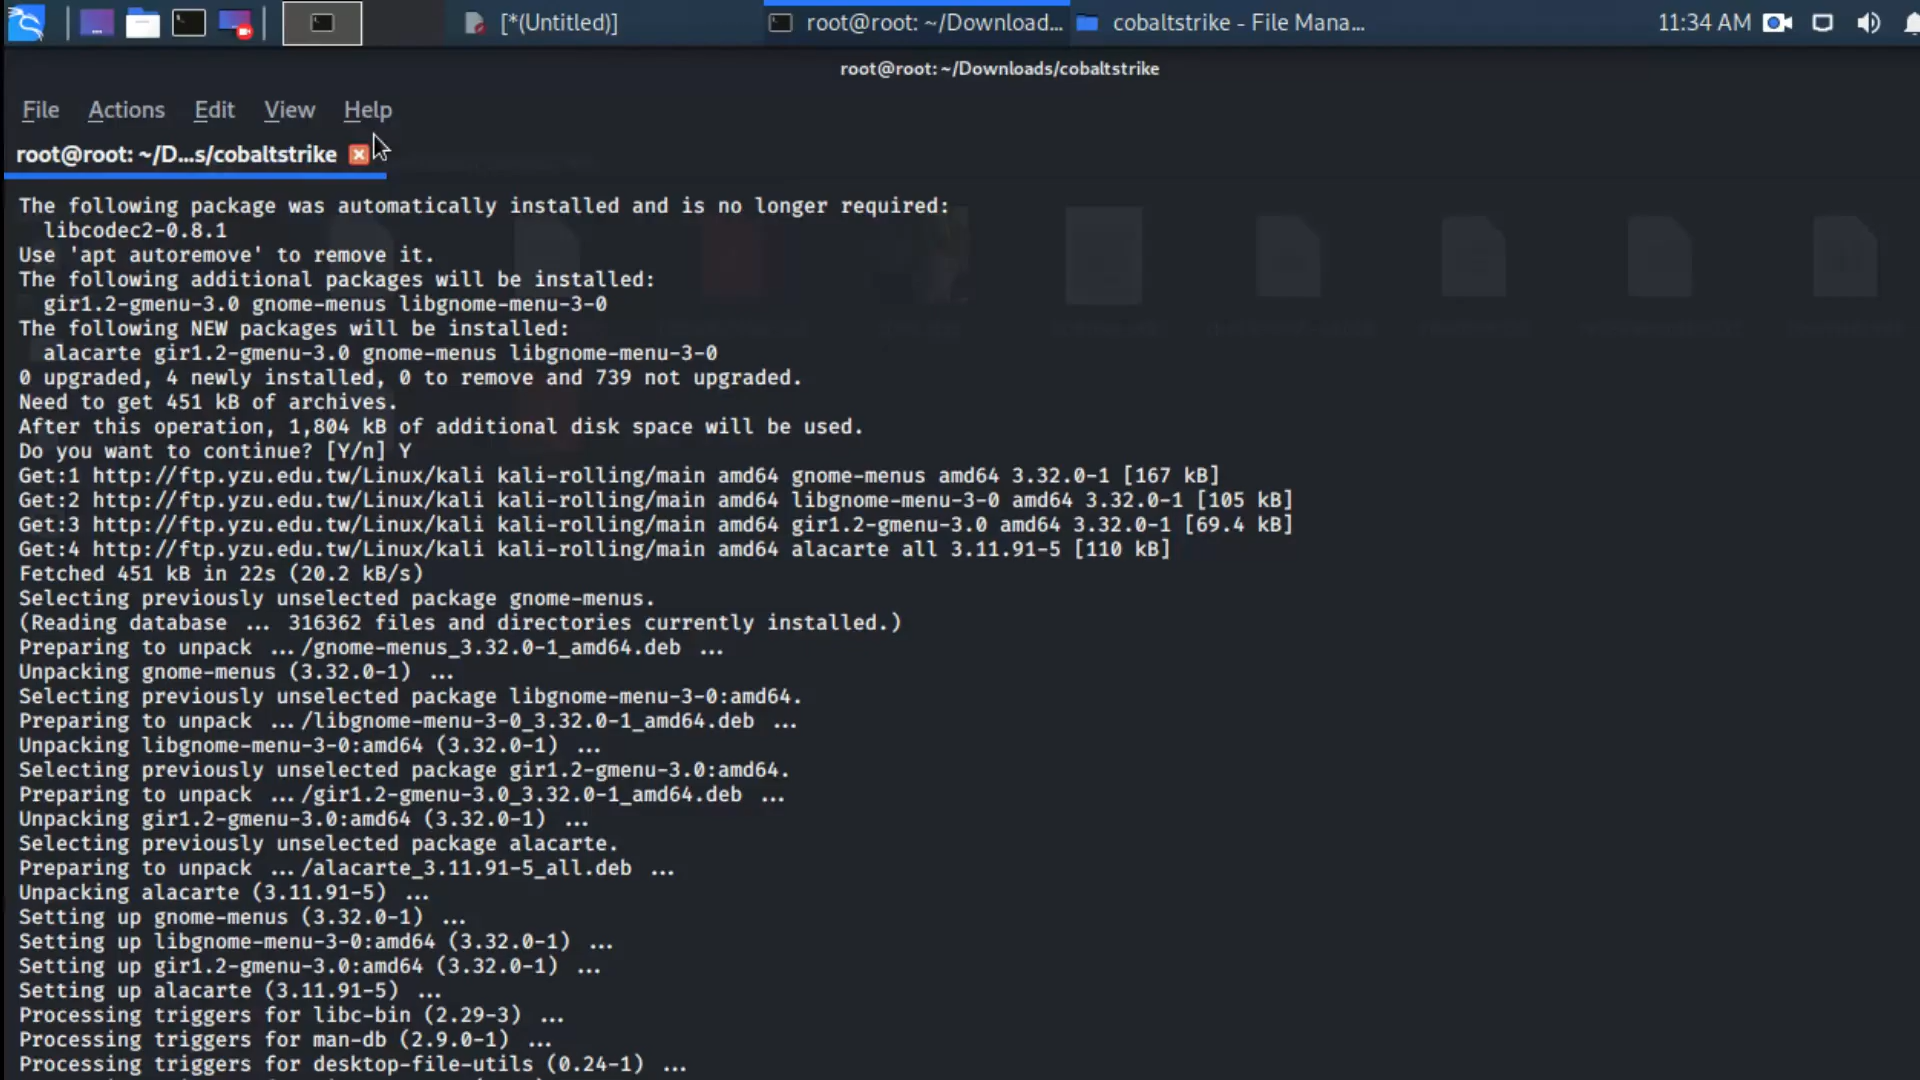 [*(Untitled)]
root@root: ~/Download...
cobaltstrike - File Mana...
11:34 AM
root@root: ~/Downloads/cobaltstrike
File Actions Edit View Help
root@root: ~/D...s/cobaltstrike
The following package was automatically installed and is no longer required:
libcodec2-0.8.1
Use 'apt autoremove' to remove it.
The following additional packages will be installed:
gir1.2-gmenu-3.0 gnome-menus libgnome-menu-3-0
The following NEW packages will be installed:
alacarte gir1.2-gmenu-3.0 gnome-menus libgnome-menu-3-0
0 upgraded, 4 newly installed, 0 to remove and 739 not upgraded.
Need to get 451 kB of archives.
After this operation, 1,804 kB of additional disk space will be used.
Do you want to continue? [Y/n] Y
Get:1 http://ftp.yzu.edu.tw/Linux/kali kali-rolling/main amd64 gnome-menus amd64 3.32.0-1 [167 kB]
Get:2 http://ftp.yzu.edu.tw/Linux/kali kali-rolling/main amd64 libgnome-menu-3-0 amd64 3.32.0-1 [105 kB]
Get:3 http://ftp.yzu.edu.tw/Linux/kali kali-rolling/main amd64 gir1.2-gmenu-3.0 amd64 3.32.0-1 [69.4 kB]
Get:4 http://ftp.yzu.edu.tw/Linux/kali kali-rolling/main amd64 alacarte all 3.11.91-5 [110 kB]
Fetched 451 kB in 22s (20.2 kB/s)
Selecting previously unselected package gnome-menus.
(Reading database ... 316362 files and directories currently installed.)
Preparing to unpack .../gnome-menus_3.32.0-1_amd64.deb ...
Unpacking gnome-menus (3.32.0-1) ...
Selecting previously unselected package libgnome-menu-3-0:amd64.
Preparing to unpack .../libgnome-menu-3-0_3.32.0-1_amd64.deb ...
Unpacking libgnome-menu-3-0:amd64 (3.32.0-1) ...
Selecting previously unselected package gir1.2-gmenu-3.0:amd64.
Preparing to unpack .../gir1.2-gmenu-3.0_3.32.0-1_amd64.deb ...
Unpacking gir1.2-gmenu-3.0:amd64 (3.32.0-1) ...
Selecting previously unselected package alacarte.
Preparing to unpack .../alacarte_3.11.91-5_all.deb ...
Unpacking alacarte (3.11.91-5) ...
Setting up gnome-menus (3.32.0-1) ...
Setting up libgnome-menu-3-0:amd64 (3.32.0-1) ...
Setting up gir1.2-gmenu-3.0:amd64 (3.32.0-1) ...
Setting up alacarte (3.11.91-5) ...
Processing triggers for libc-bin (2.29-3) ...
Processing triggers for man-db (2.9.0-1) ...
Processing triggers for desktop-file-utils (0.24-1) ...